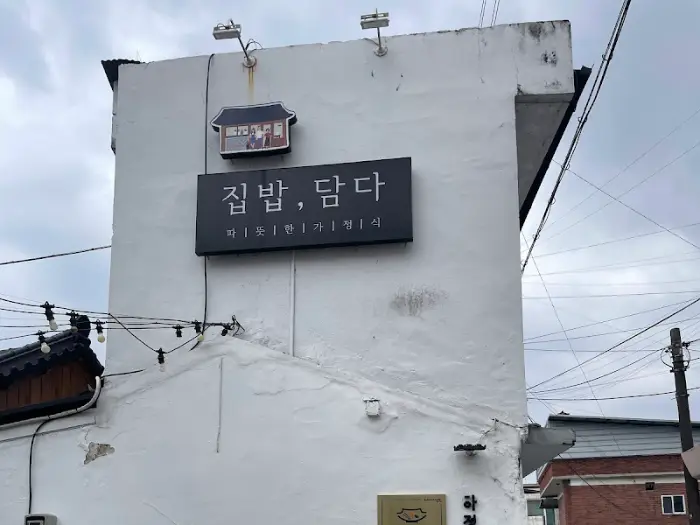 집밥, 담다
따 | 뜻 | 한 | 가 | 정 | 식